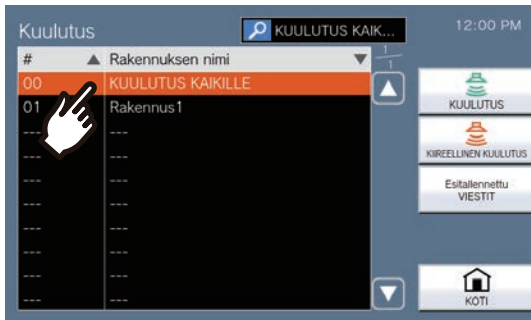 Kuulutus
KUULUTUS KAIK...
12:00 PM
# Rakennuksen nimi
1
1
00 KUULUTUS KAIKILLE
01 Rakennus1
--- ---
--- ---
--- ---
--- ---
--- ---
--- ---
--- ---
KUULUTUS
KIIREELLINEN KUULUTUS
Esitallennettu
VIESTIT
KOTI